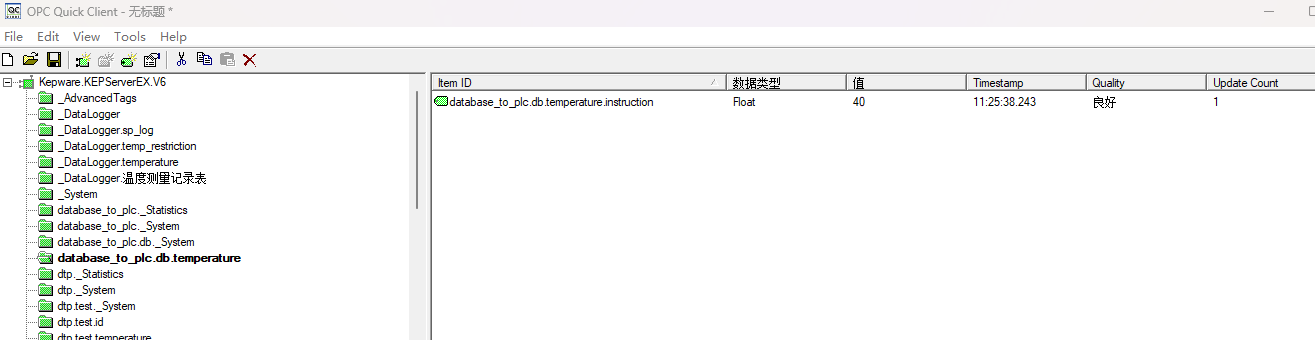 OPC Quick Client - 无标题 *
File Edit View Tools Help
Kepware.KEPServerEX.V6
_AdvancedTags
_DataLogger
_DataLogger.sp_log
_DataLogger.temp_restriction
_DataLogger.temperature
_DataLogger.温度测量记录表
_System
database_to_plc._Statistics
database_to_plc._System
database_to_plc.db._System
database_to_plc.db.temperature
dtp._Statistics
dtp._System
dtp.test._System
dtp.test.id
dtp.test.temperature
Item ID 数据类型 值 Timestamp Quality Update Count
database_to_plc.db.temperature.instruction Float 40 11:25:38.243 良好 1